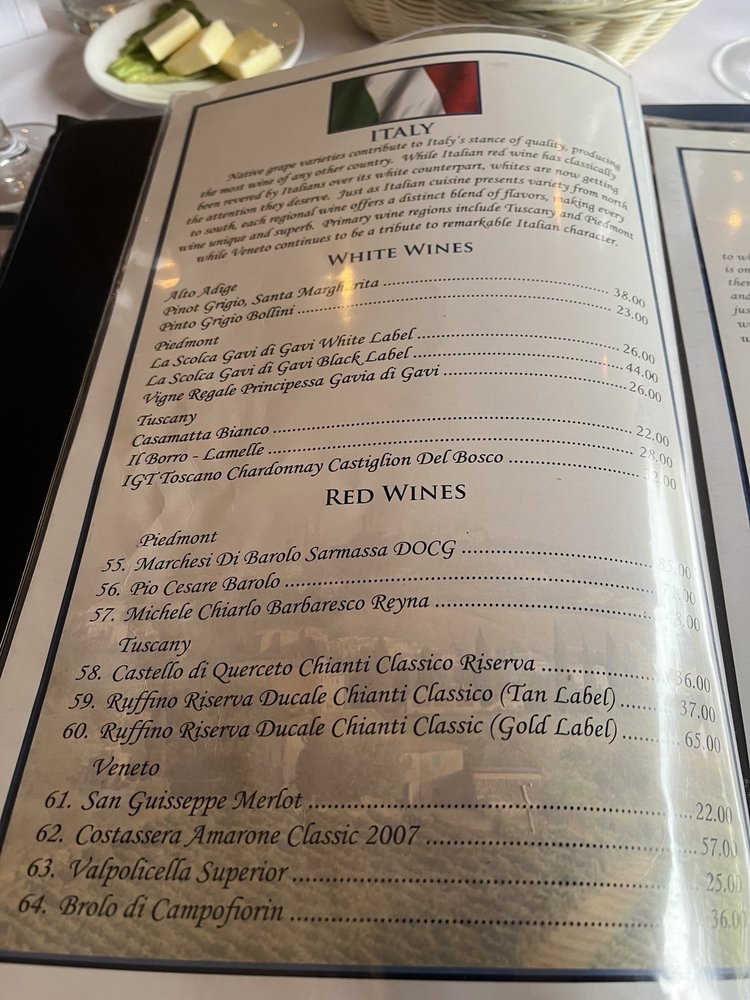 ITALY
Native grape varieties contribute to Italy's stance of quality, producing
the most wine of any other country. While Italian red wine has classically
been revered by Italians over its white counterpart, whites are now getting
the attention they deserve. Just as Italian cuisine presents variety from north
to south, each regional wine offers a distinct blend of flavors, making every
wine unique and superb. Primary wine regions include Tuscany and Piedmont
while Veneto continues to be a tribute to remarkable Italian character.
WHITE WINES
Alto Adige
Pinot Grigio, Santa Margharita 38.00
Pinto Grigio Bollini 23.00
Piedmont
La Scolca Gavi di Gavi White Label 26.00
La Scolca Gavi di Gavi Black Label 44.00
Vigne Regale Principessa Gavia di Gavi 26.00
Tuscany
Casamatta Bianco 22.00
Il Borro - Lamelle 28.00
IGT Toscano Chardonnay Castiglion Del Bosco
RED WINES
Piedmont
55. Marchesi Di Barolo Sarmassa DOCG 85.00
56. Pio Cesare Barolo
57. Michele Chiarlo Barbaresco Reyna
Tuscany
58. Castello di Querceto Chianti Classico Riserva 36.00
59. Ruffino Riserva Ducale Chianti Classico (Tan Label) 37.00
60. Ruffino Riserva Ducale Chianti Classic (Gold Label) 65.00
Veneto
61. San Guisseppe Merlot 22.00
62. Costassera Amarone Classic 2007 57.00
63. Valpolicella Superior 25.00
64. Brolo di Campofiorin 36.00